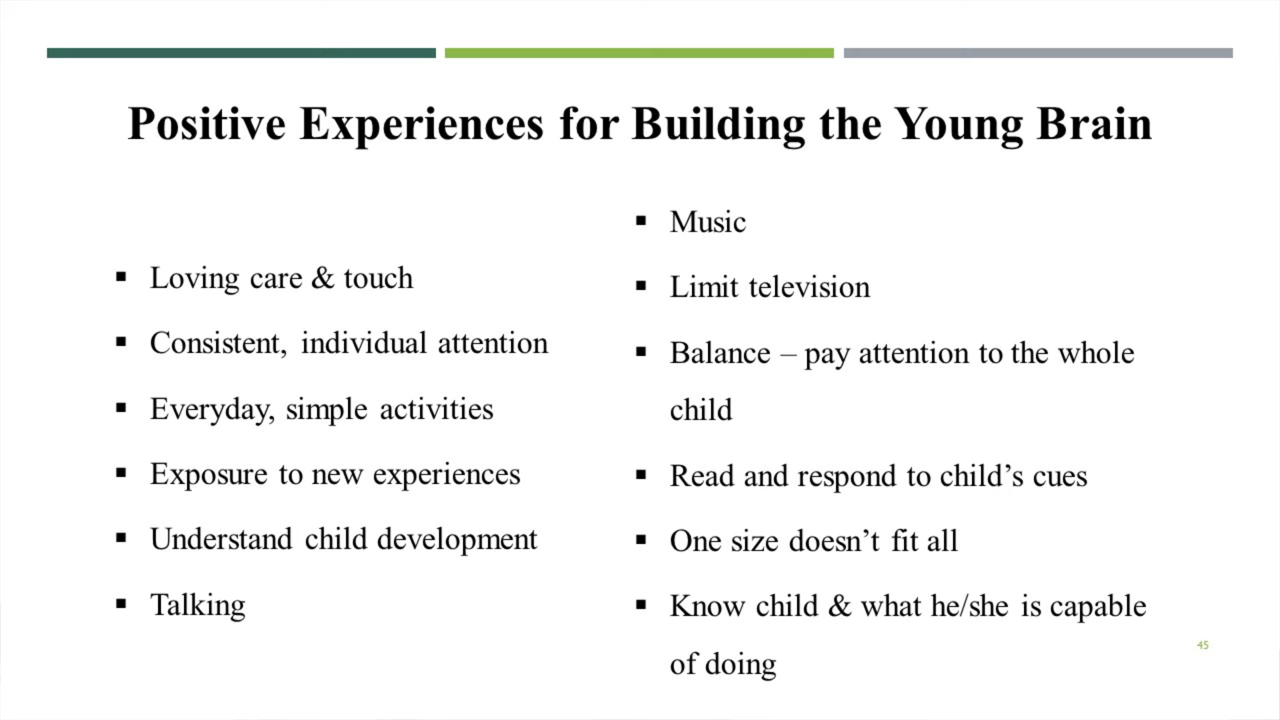 Positive Experiences for Building the Young Brain
▪ Loving care & touch
▪ Consistent, individual attention
▪ Everyday, simple activities
▪ Exposure to new experiences
▪ Understand child development
▪ Talking
▪ Music
▪ Limit television
▪ Balance – pay attention to the whole
child
▪ Read and respond to child’s cues
▪ One size doesn’t fit all
▪ Know child & what he/she is capable
of doing
45